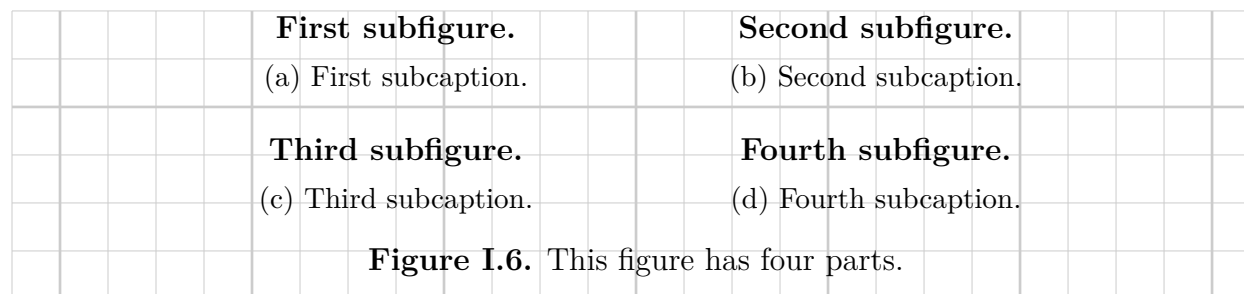 First subfigure. Second subfigure.
(a) First subcaption. (b) Second subcaption.
Third subfigure. Fourth subfigure.
(c) Third subcaption. (d) Fourth subcaption.
Figure I.6. This figure has four parts.